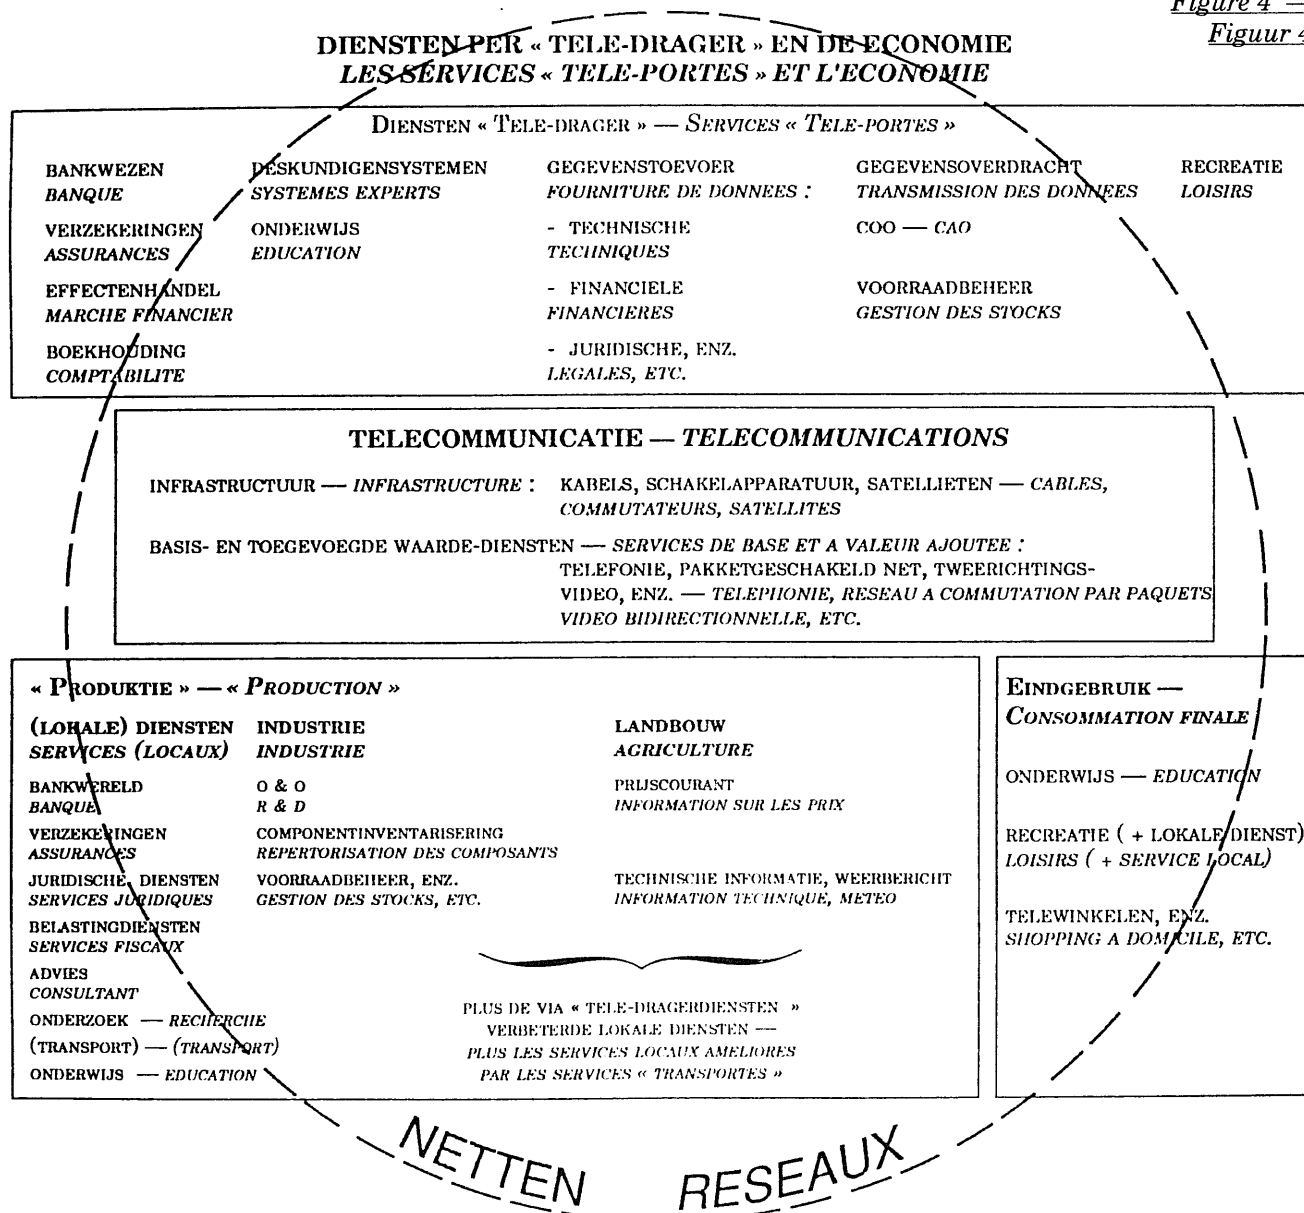 Figure 4 —
Figuur 4
DIENSTEN PER « TELE-DRAGER » EN DE ECONOMIE
LES SERVICES « TELE-PORTES » ET L'ECONOMIE
DIENSTEN « TELE-DRAGER » — SERVICES « TELE-PORTES »
BANKWEZEN DESKUNDIGENSYSTEMEN GEGEVENSTOEVOER GEGEVENSOVERDRACHT RECREATIE
BANQUE SYSTEMES EXPERTS FOURNITURE DE DONNEES : TRANSMISSION DES DONNEES LOISIRS
VERZEKERINGEN ONDERWIJS - TECHNISCHE COO — CAO
ASSURANCES EDUCATION TECHNIQUES
EFFECTENHANDEL - FINANCIELE VOORRAADBEHEER
MARCHE FINANCIER FINANCIERES GESTION DES STOCKS
BOEKHOUDING - JURIDISCHE, ENZ.
COMPTABILITE LEGALES, ETC.
TELECOMMUNICATIE — TELECOMMUNICATIONS
INFRASTRUCTUUR — INFRASTRUCTURE : KABELS, SCHAKELAPPARATUUR, SATELLIETEN — CABLES,
COMMUTATEURS, SATELLITES
BASIS- EN TOEGEVOEGDE WAARDE-DIENSTEN — SERVICES DE BASE ET A VALEUR AJOUTEE :
TELEFONIE, PAKKETGESCHAKELD NET, TWEERICHTINGS-
VIDEO, ENZ. — TELEPHONIE, RESEAU A COMMUTATION PAR PAQUETS
VIDEO BIDIRECTIONNELLE, ETC.
« PRODUKTIE » — « PRODUCTION »
(LOKALE) DIENSTEN INDUSTRIE LANDBOUW
SERVICES (LOCAUX) INDUSTRIE AGRICULTURE
BANKWERELD O & O PRIJSCOURANT
BANQUE R & D INFORMATION SUR LES PRIX
VERZEKERINGEN COMPONENTINVENTARISERING
ASSURANCES REPERTORISATION DES COMPOSANTS
JURIDISCHE DIENSTEN VOORRAADBEHEER, ENZ. TECHNISCHE INFORMATIE, WEERBERICHT
SERVICES JURIDIQUES GESTION DES STOCKS, ETC. INFORMATION TECHNIQUE, METEO
BELASTINGDIENSTEN
SERVICES FISCAUX
ADVIES
CONSULTANT
ONDERZOEK — RECHERCHE
(TRANSPORT) — (TRANSPORT)
ONDERWIJS — EDUCATION
PLUS DE VIA « TELE-DRAGERDIENSTEN »
VERBETERDE LOKALE DIENSTEN —
PLUS LES SERVICES LOCAUX AMELIORES
PAR LES SERVICES « TRANSPORTES »
EINDGEBRUIK —
CONSOMMATION FINALE
ONDERWIJS — EDUCATION
RECREATIE ( + LOKALE DIENST)
LOISIRS ( + SERVICE LOCAL)
TELEWINKELEN, ENZ.
SHOPPING A DOMICILE, ETC.
NETTEN RESEAUX